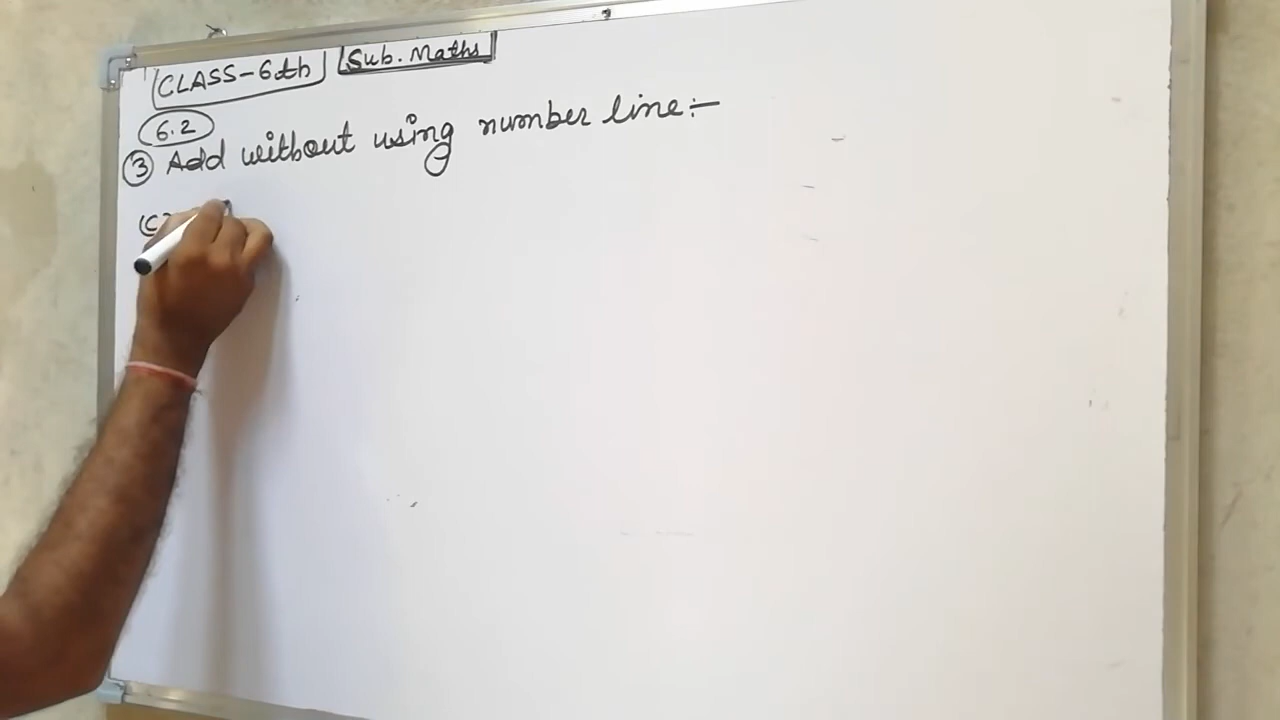 CLASS-6th Sub. Maths
6.2
3 Add without using number line:-
(c)